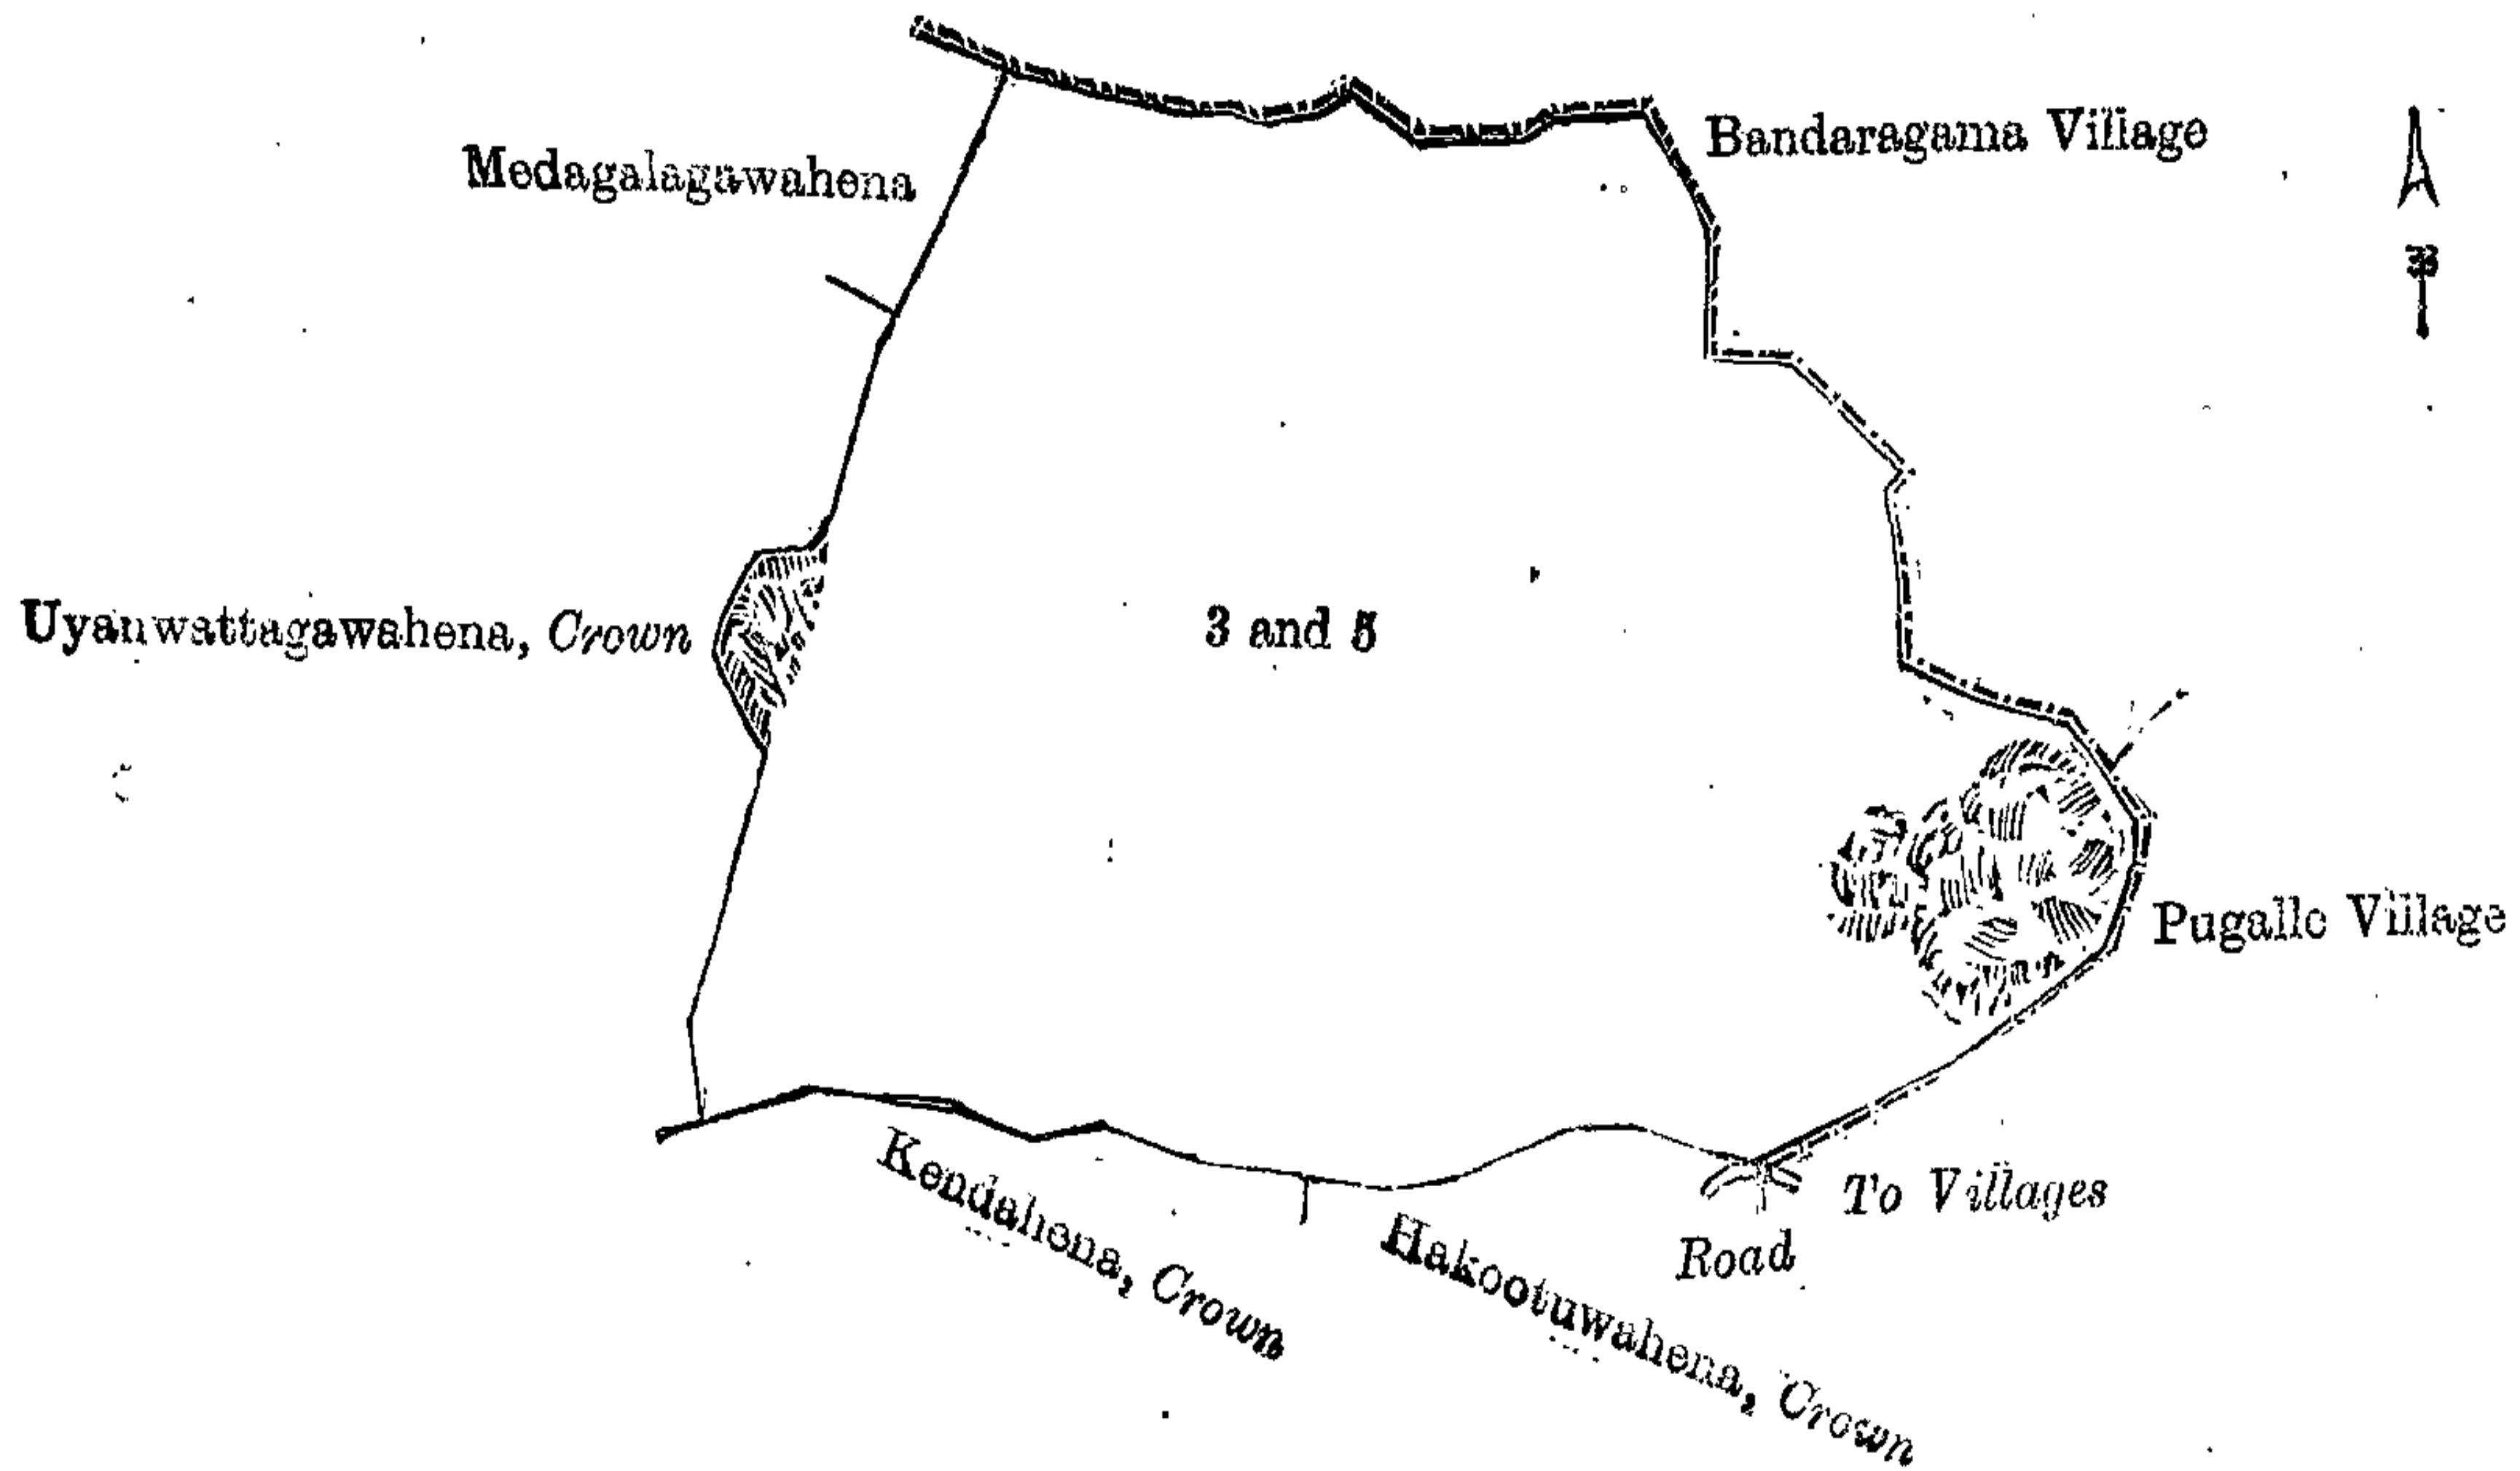 Bandaragama Village
Medagalagawahena
Uyanwattagawahena, Crown
3 and 5
Pugalle Village
To Villages
Road
Kendahena, Crown
Hakootuwahena, Crown